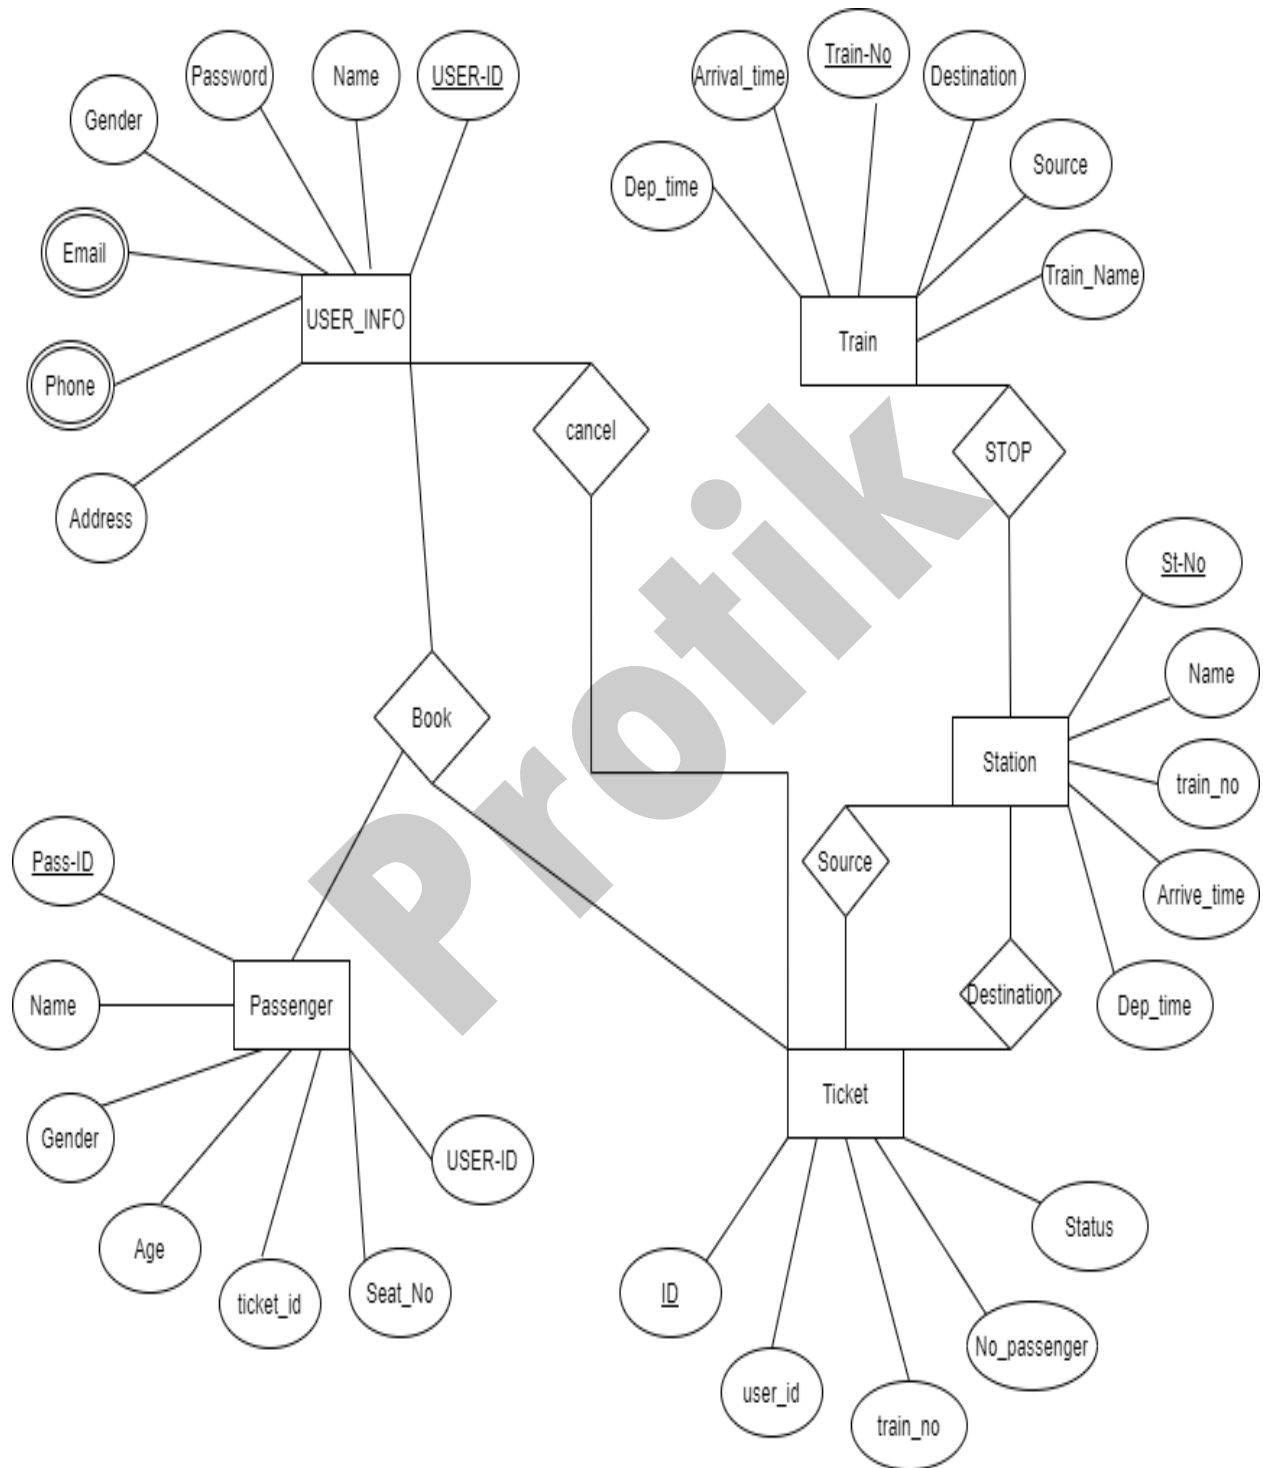 Password
Name
USER-ID
Arrival_time
Train-No
Destination
Gender
Dep_time
Source
Email
Train_Name
USER_INFO
Train
Phone
cancel
STOP
Address
St-No
Name
Book
Station
train_no
Pass-ID
Source
Arrive_time
Name
Passenger
Destination
Dep_time
Ticket
Gender
USER-ID
Status
Age
ticket_id
Seat_No
ID
No_passenger
user_id
train_no
Protik